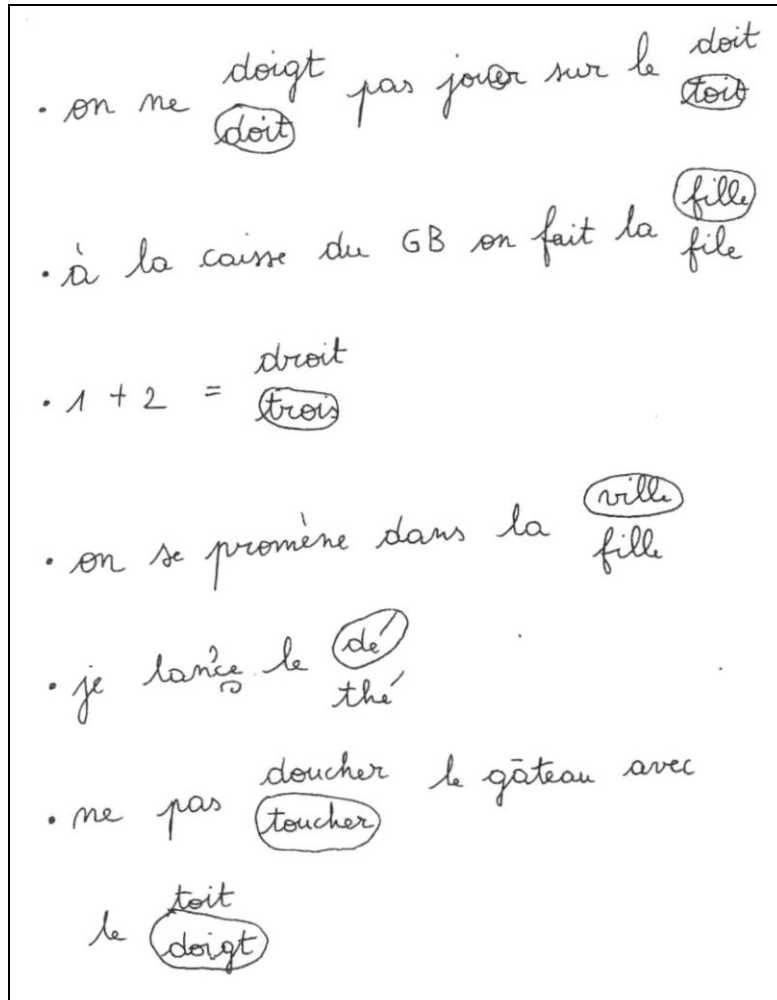 doigt doit
• on ne pas jouer sur le
doit toit
fille
• à la caisse du GB on fait la
file
droit
• 1 + 2 =
trois
ville
• on se promène dans la
fille
• je lance le dé
thé
doucher le gâteau avec
• ne pas
toucher
toit
le
doigt